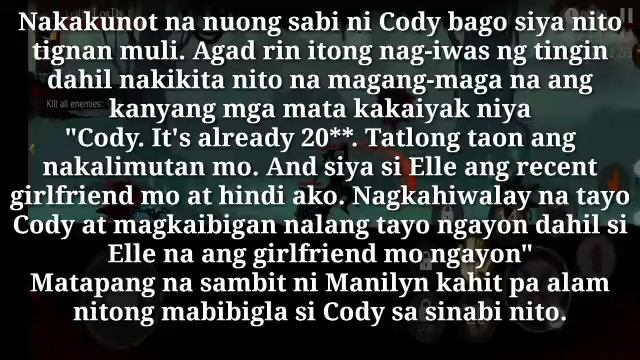 Nakakunot na nuong sabi ni Cody bago siya nito
tignan muli. Agad rin itong nag-iwas ng tingin
dahil nakikita nito na magang-maga na ang
Kill all enemies:
kanyang mga mata kakaiyak niya
"Cody. It's already 20**. Tatlong taon ang
nakalimutan mo. And siya si Elle ang recent
girlfriend mo at hindi ako. Nagkahiwalay na tayo
Cody at magkaibigan nalang tayo ngayon dahil si
Elle na ang girlfriend mo ngayon"
Matapang na sambit ni Manilyn kahit pa alam
nitong mabibigla si Cody sa sinabi nito.